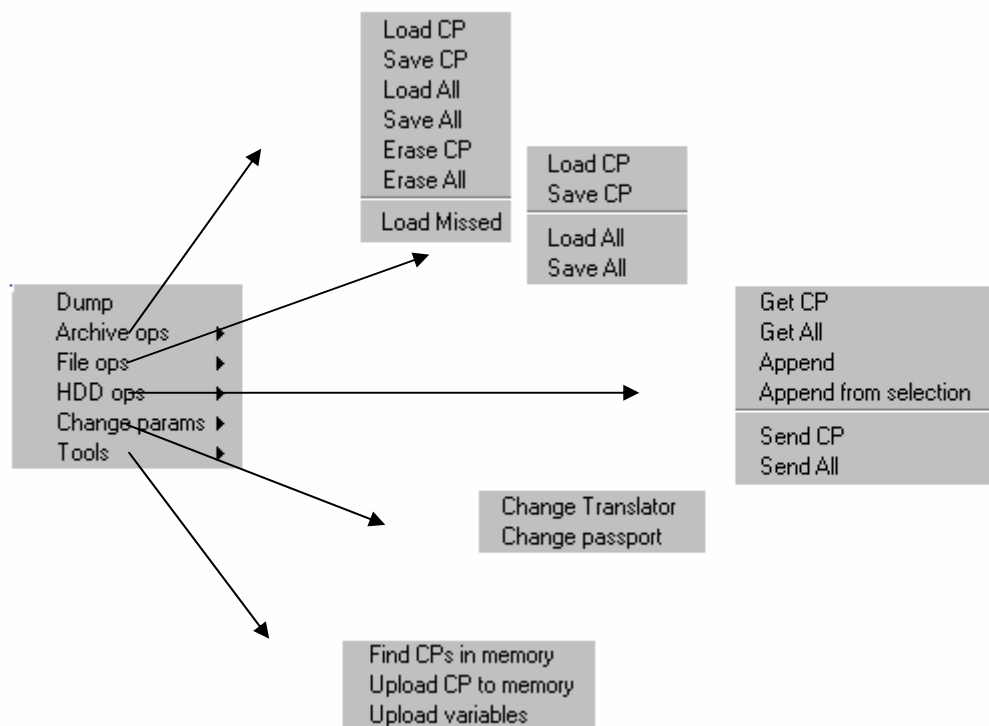 Load CP
Save CP
Load All
Save All
Erase CP
Erase All
Load Missed
Load CP
Save CP
Load All
Save All
Dump
Archive ops
File ops
HDD ops
Change params
Tools
Get CP
Get All
Append
Append from selection
Send CP
Send All
Change Translator
Change passport
Find CPs in memory
Upload CP to memory
Upload variables